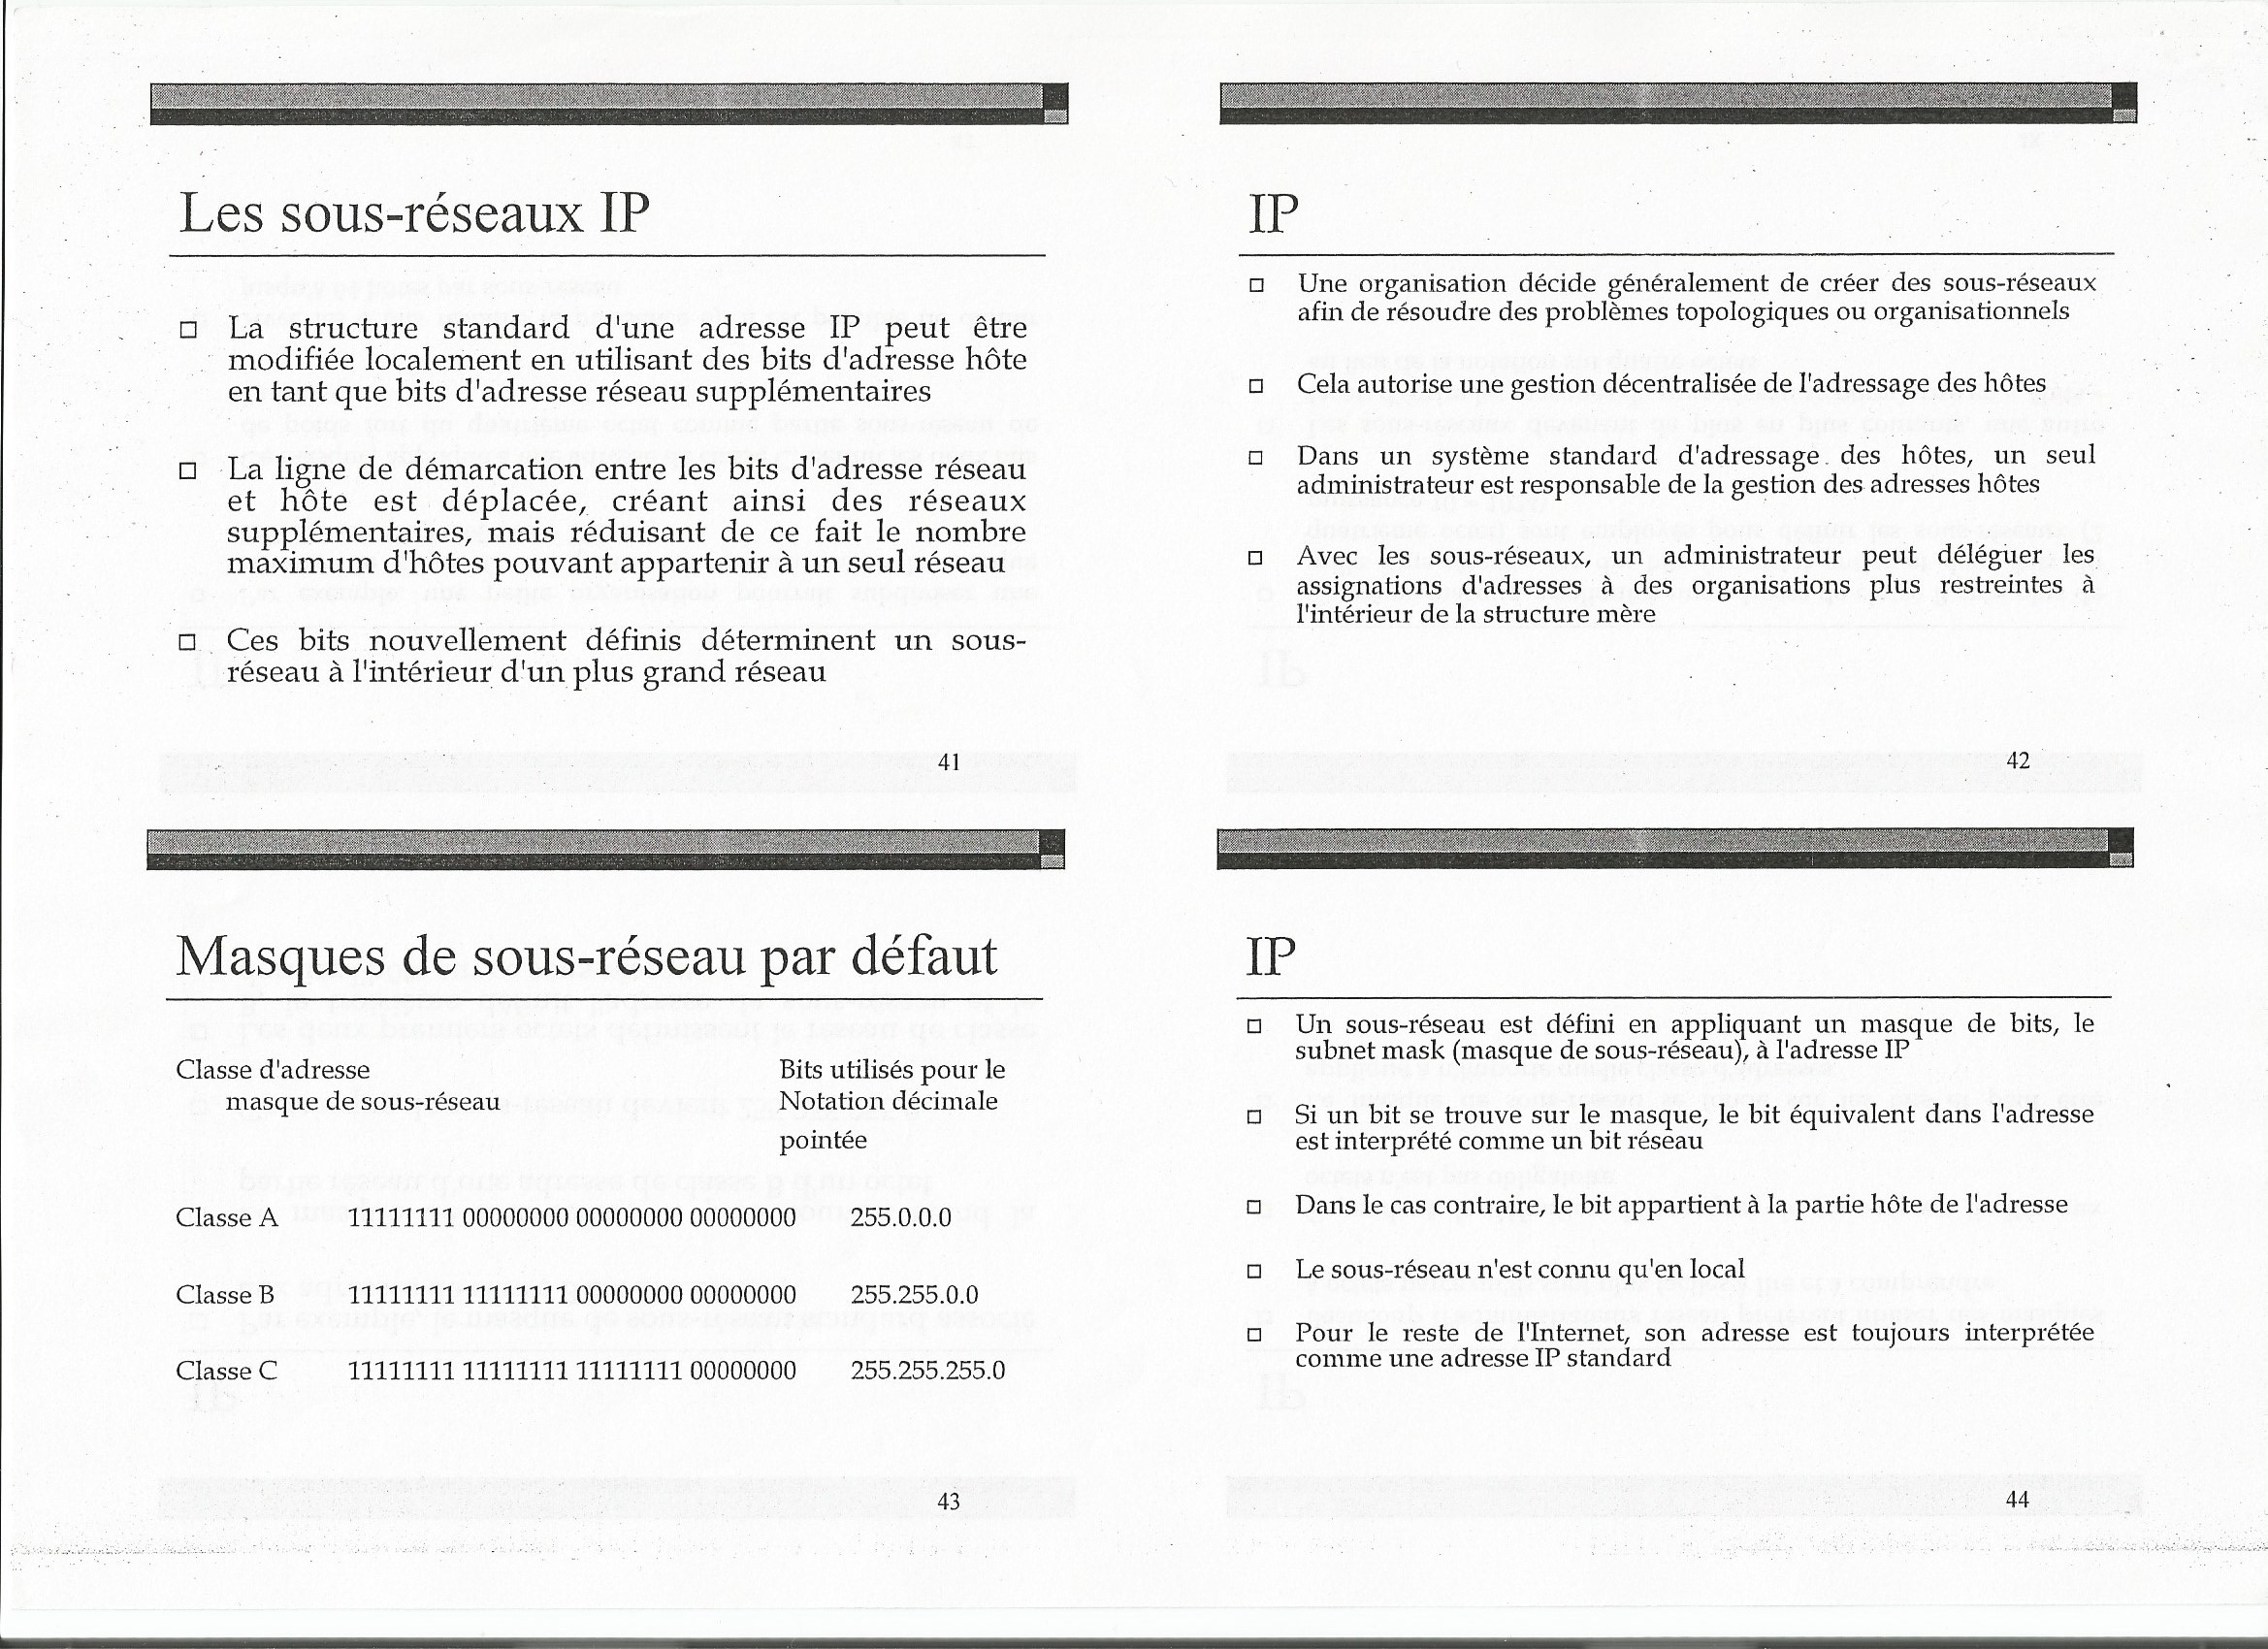 Les sous-réseaux IP
La structure standard d'une adresse IP peut être
modifiée localement en utilisant des bits d'adresse hôte
en tant que bits d'adresse réseau supplémentaires
La ligne de démarcation entre les bits d'adresse réseau
et hôte est déplacée, créant ainsi des réseaux
supplémentaires, mais réduisant de ce fait le nombre
maximum d'hôtes pouvant appartenir à un seul réseau
Ces bits nouvellement définis déterminent un sous-
réseau à l'intérieur d'un plus grand réseau
41
IP
Une organisation décide généralement de créer des sous-réseaux
afin de résoudre des problèmes topologiques ou organisationnels
Cela autorise une gestion décentralisée de l'adressage des hôtes
Dans un système standard d'adressage des hôtes, un seul
administrateur est responsable de la gestion des adresses hôtes
Avec les sous-réseaux, un administrateur peut déléguer les
assignations d'adresses à des organisations plus restreintes à
l'intérieur de la structure mère
42
Masques de sous-réseau par défaut
Classe d'adresse Bits utilisés pour le
masque de sous-réseau Notation décimale
pointée
Classe A 11111111 00000000 00000000 00000000 255.0.0.0
Classe B 11111111 11111111 00000000 00000000 255.255.0.0
Classe C 11111111 11111111 11111111 00000000 255.255.255.0
43
IP
Un sous-réseau est défini en appliquant un masque de bits, le
subnet mask (masque de sous-réseau), à l'adresse IP
Si un bit se trouve sur le masque, le bit équivalent dans l'adresse
est interprété comme un bit réseau
Dans le cas contraire, le bit appartient à la partie hôte de l'adresse
Le sous-réseau n'est connu qu'en local
Pour le reste de l'Internet, son adresse est toujours interprétée
comme une adresse IP standard
44